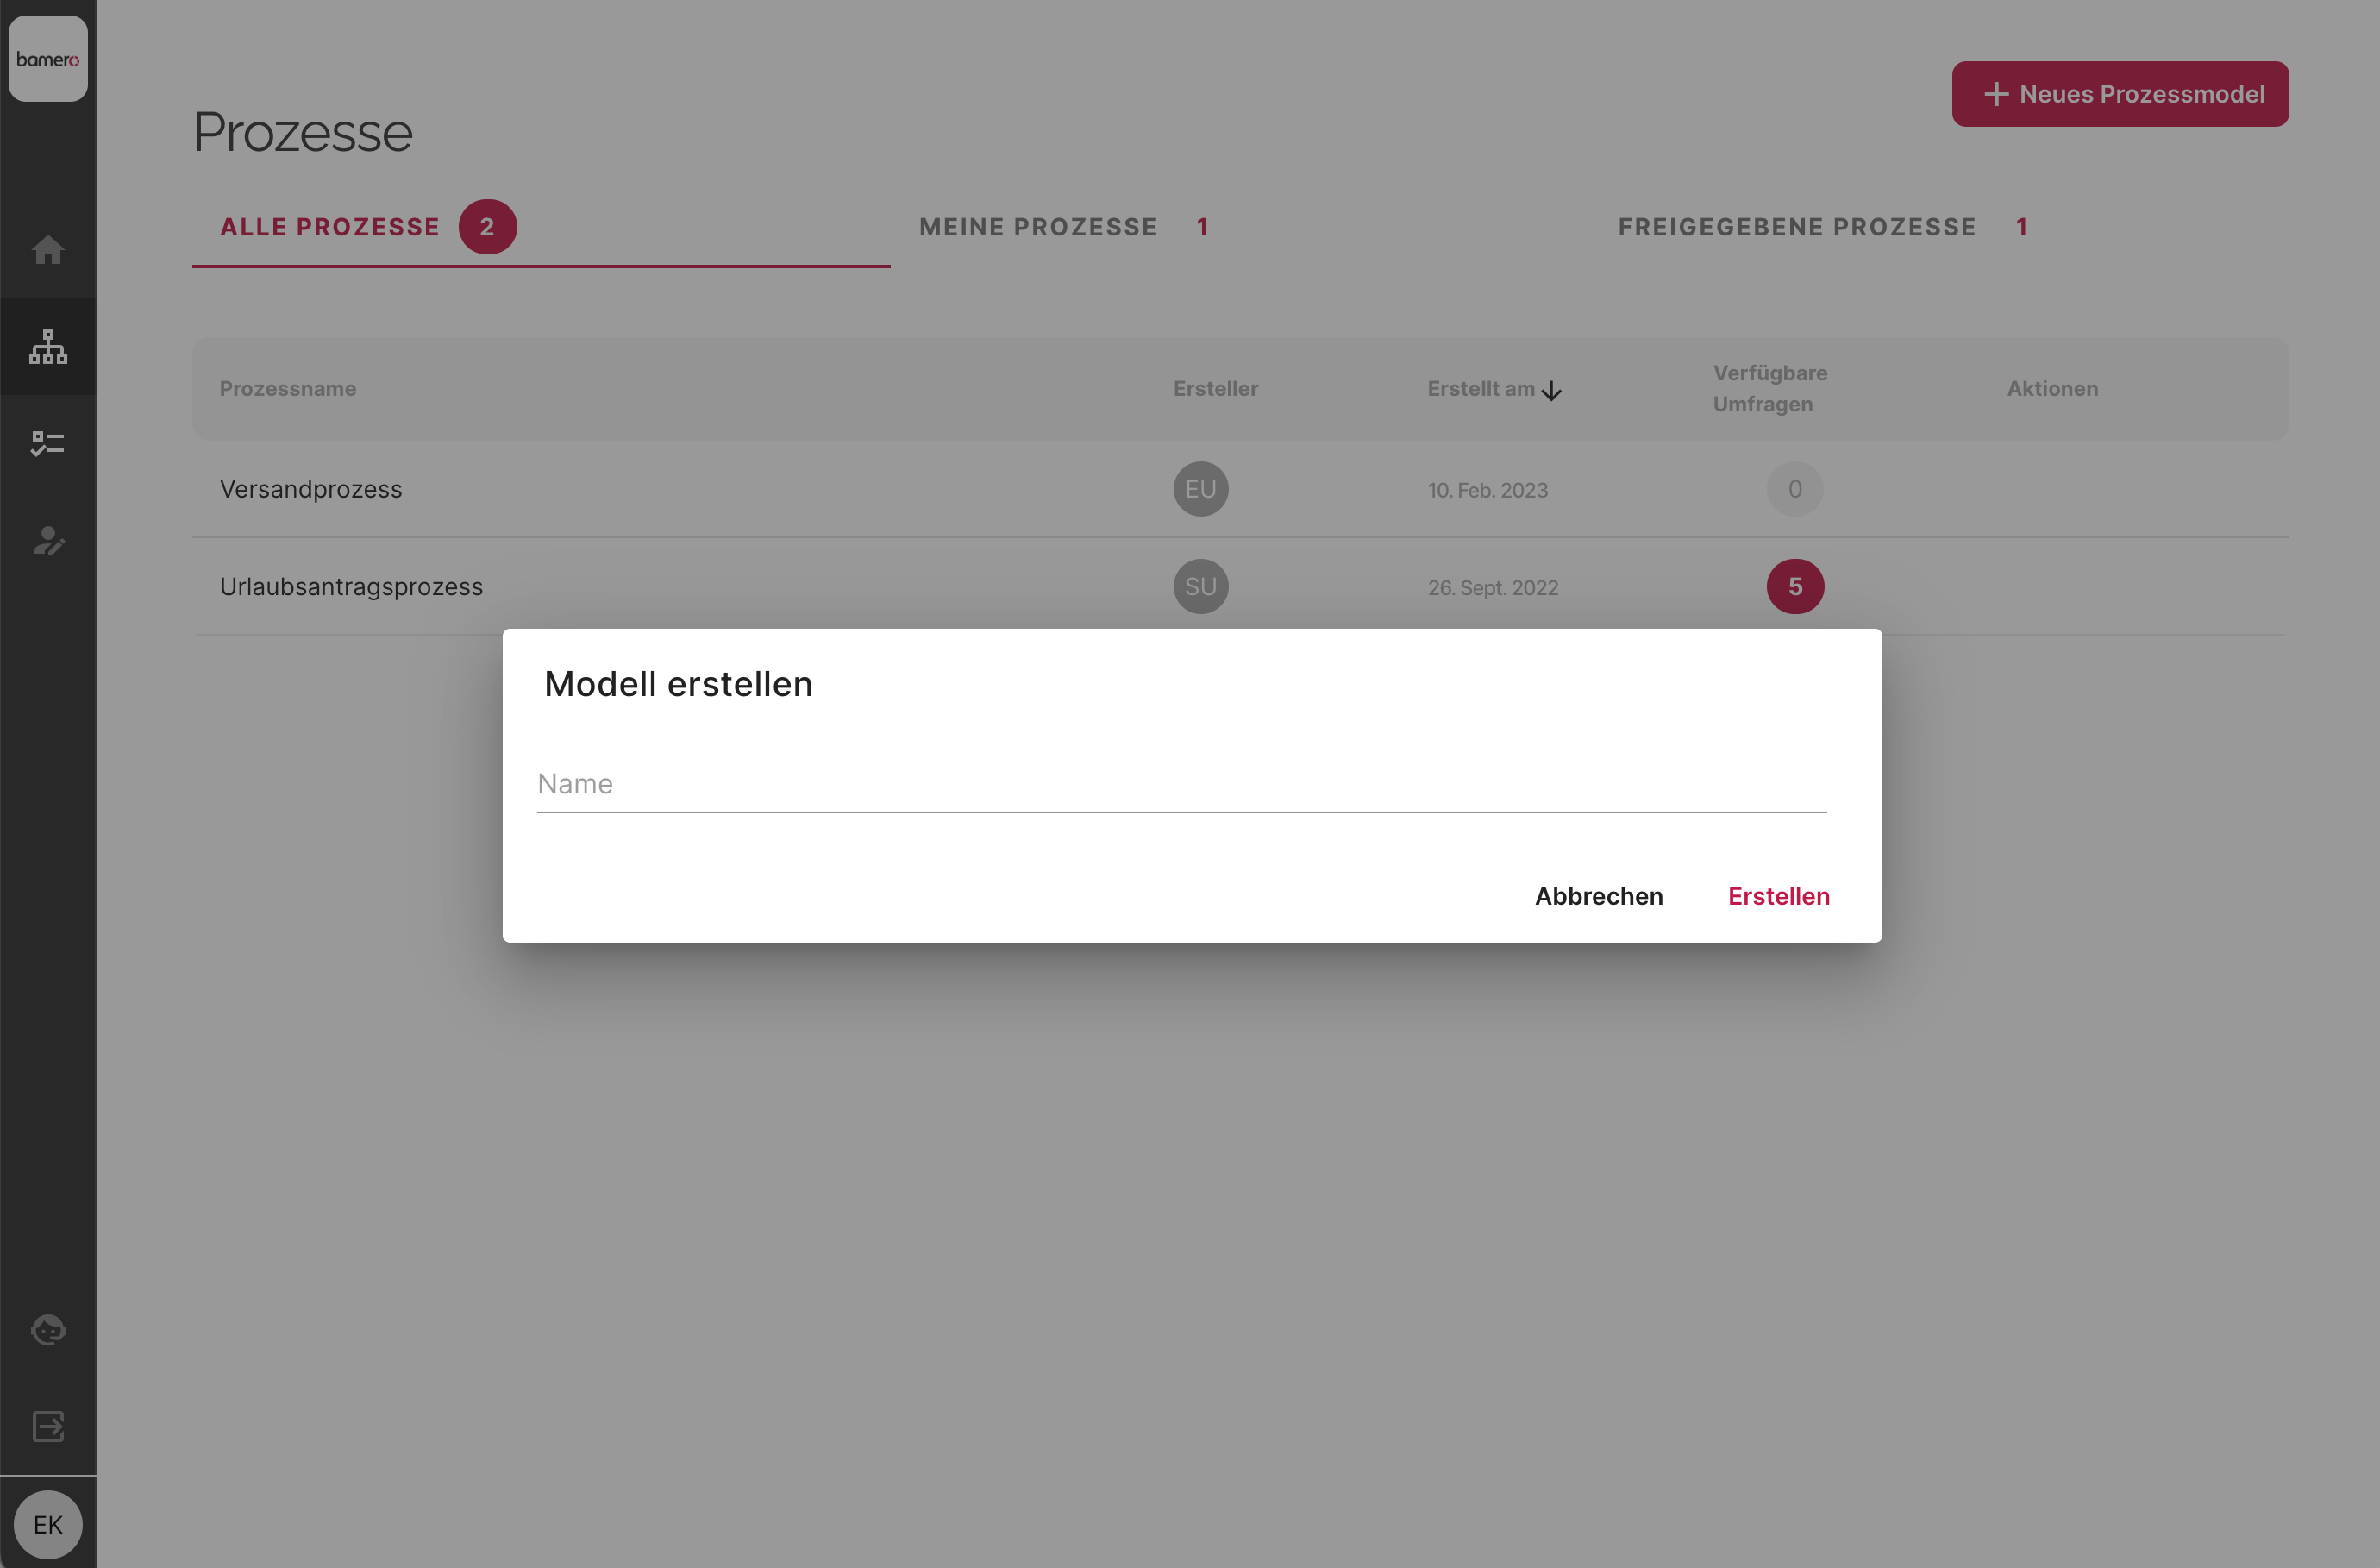 bamero
Neues Prozessmodel
Prozesse
ALLE PROZESSE 2 MEINE PROZESSE 1 FREIGEGEBENE PROZESSE 1
Prozessname Ersteller Erstellt am Verfügbare Umfragen Aktionen
Versandprozess EU 10. Feb. 2023 0
Urlaubsantragsprozess SU 26. Sept. 2022 5
Modell erstellen
Name
Abbrechen Erstellen
EK